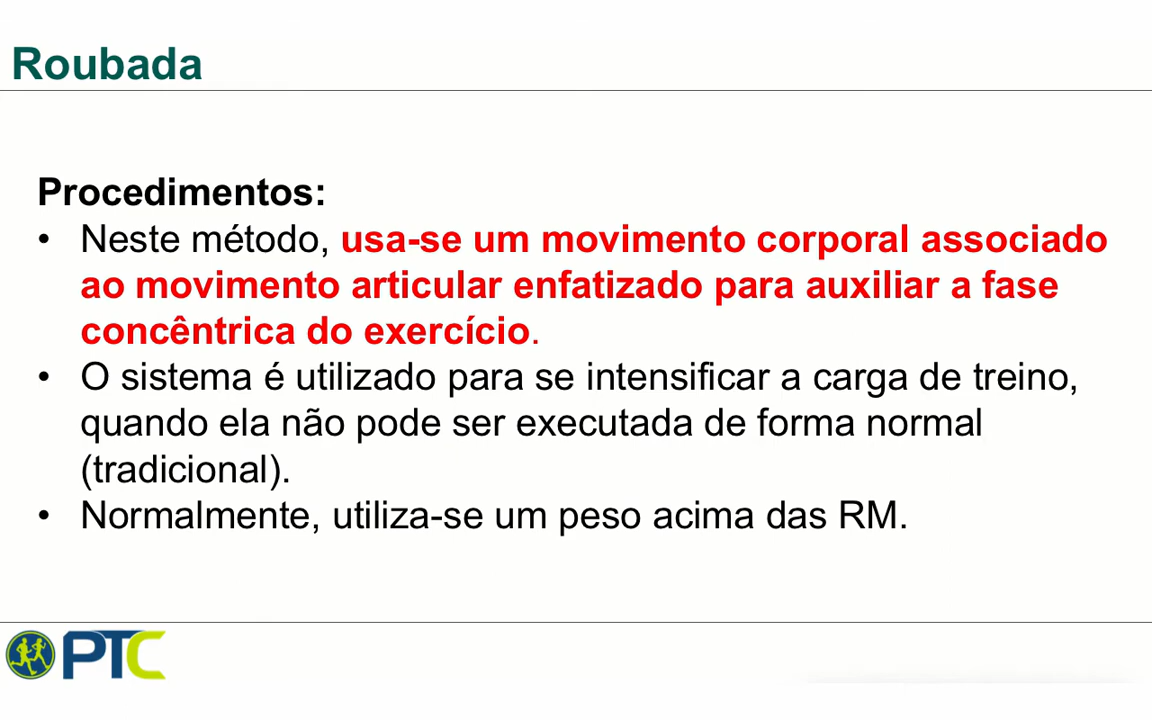 Roubada
Procedimentos:
• Neste método, usa-se um movimento corporal associado
ao movimento articular enfatizado para auxiliar a fase
concêntrica do exercício.
• O sistema é utilizado para se intensificar a carga de treino,
quando ela não pode ser executada de forma normal
(tradicional).
• Normalmente, utiliza-se um peso acima das RM.
PTC